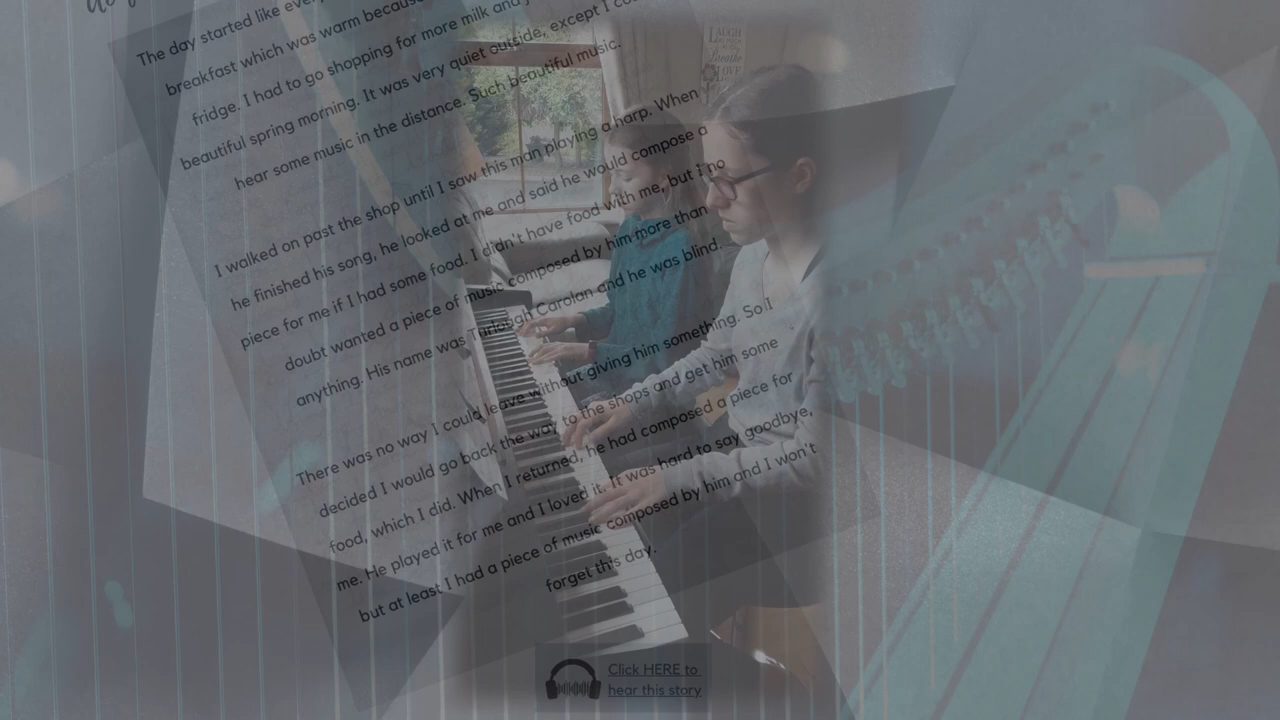 The day started like
breakfast which was warm because
fridge. I had to go shopping for more milk and
beautiful spring morning. It was very quiet outside, except I
hear some music in the distance. Such beautiful music.
I walked on past the shop until I saw this man playing a harp. When
he finished his song, he looked at me and said he would compose a
piece for me if I had some food. I didn't have food with me, but I no
doubt wanted a piece of music composed by him more than
anything. His name was Turlough Carolan and he was blind.
There was no way I could leave without giving him something. So I
decided I would go back the way to the shops and get him some
food, which I did. When I returned, he had composed a piece for
me. He played it for me and I loved it. It was hard to say goodbye,
but at least I had a piece of music composed by him and I won't
forget this day.
LAUGH
Breathe
LOVE
Click HERE to
hear this story